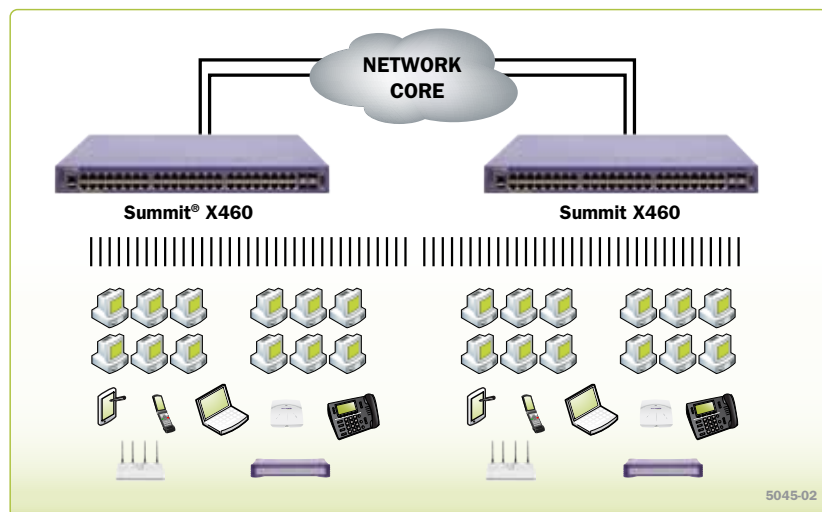 NETWORK
CORE
Summit® X460
Summit X460
5045-02